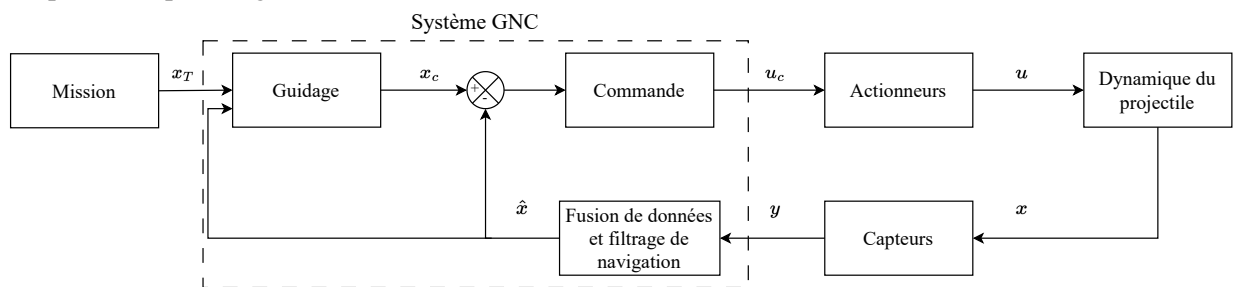 Système GNC
Mission
x_T
Guidage
x_c
+
-
Commande
u_c
Actionneurs
u
Dynamique du
projectile
x̂
Fusion de données
et filtrage de
navigation
y
Capteurs
x